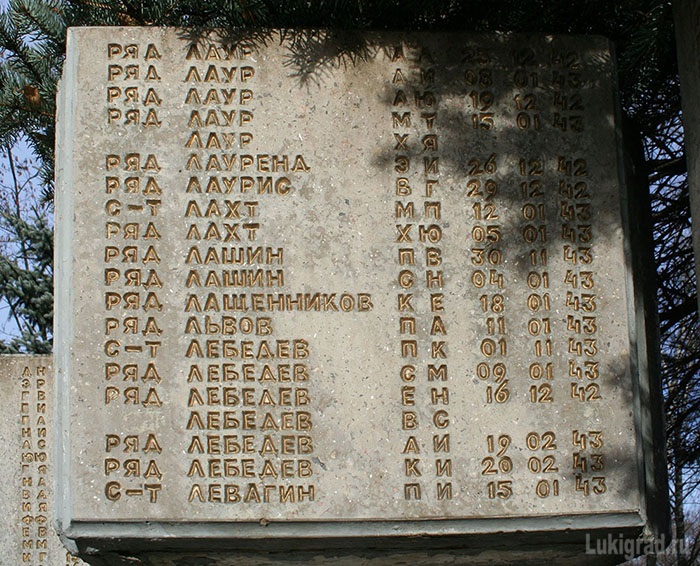 РЯД ЛАУР А А 25 12 42
РЯД ЛАУР А И 08 01 43
РЯД ЛАУР А Ю 19 12 42
РЯД ЛАУР М Т 15 01 43
ЛАУР Х Я
РЯД ЛАУРЕНД Э И 26 12 42
РЯД ЛАУРИС В Г 29 12 42
С-Т ЛАХТ М П 12 01 43
РЯД ЛАХТ Х Ю 05 01 43
РЯД ЛАШИН П В 30 11 43
РЯД ЛАШИН С Н 04 01 43
РЯД ЛАЩЕННИКОВ К Е 18 01 43
РЯД ЛЬВОВ П А 11 01 43
С-Т ЛЕБЕДЕВ П К 01 11 43
РЯД ЛЕБЕДЕВ С М 09 01 43
РЯД ЛЕБЕДЕВ Е Н 16 12 42
ЛЕБЕДЕВ В С
РЯД ЛЕБЕДЕВ А И 19 02 43
РЯД ЛЕБЕДЕВ К И 20 02 43
С-Т ЛЕВАГИН П И 15 01 43
Lukigrad.ru